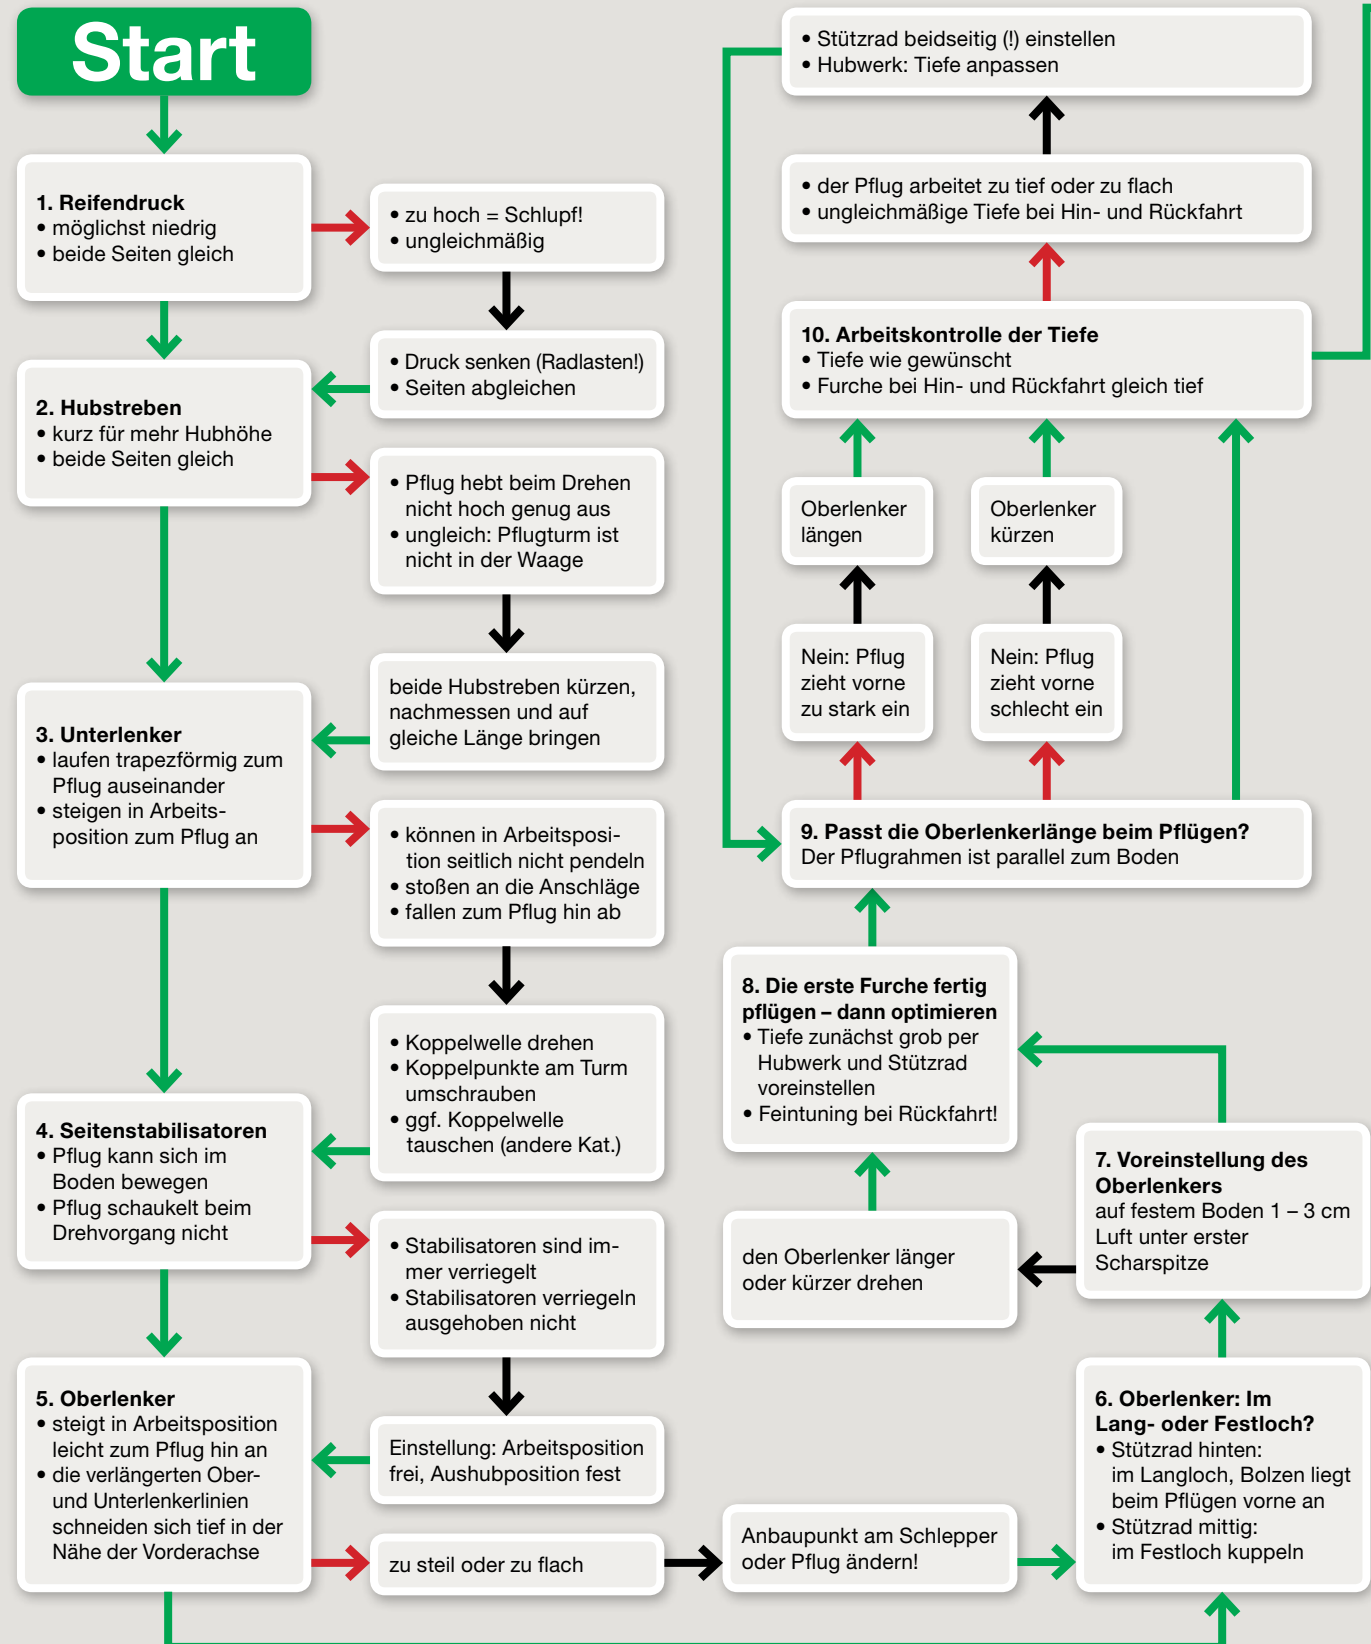 Start
1. Reifendruck
• möglichst niedrig
• beide Seiten gleich
• zu hoch = Schlupf!
• ungleichmäßig
• Druck senken (Radlasten!)
• Seiten abgleichen
2. Hubstreben
• kurz für mehr Hubhöhe
• beide Seiten gleich
• Pflug hebt beim Drehen
nicht hoch genug aus
• ungleich: Pflugturm ist
nicht in der Waage
beide Hubstreben kürzen,
nachmessen und auf
gleiche Länge bringen
3. Unterlenker
• laufen trapezförmig zum
Pflug auseinander
• steigen in Arbeits-
position zum Pflug an
• können in Arbeitsposi-
tion seitlich nicht pendeln
• stoßen an die Anschläge
• fallen zum Pflug hin ab
• Koppelwelle drehen
• Koppelpunkte am Turm
umschrauben
• ggf. Koppelwelle
tauschen (andere Kat.)
4. Seitenstabilisatoren
• Pflug kann sich im
Boden bewegen
• Pflug schaukelt beim
Drehvorgang nicht
• Stabilisatoren sind im-
mer verriegelt
• Stabilisatoren verriegeln
ausgehoben nicht
Einstellung: Arbeitsposition
frei, Aushubposition fest
5. Oberlenker
• steigt in Arbeitsposition
leicht zum Pflug hin an
• die verlängerten Ober-
und Unterlenkerlinien
schneiden sich tief in der
Nähe der Vorderachse
zu steil oder zu flach
Anbaupunkt am Schlepper
oder Pflug ändern!
6. Oberlenker: Im
Lang- oder Festloch?
• Stützrad hinten:
im Langloch, Bolzen liegt
beim Pflügen vorne an
• Stützrad mittig:
im Festloch kuppeln
7. Voreinstellung des
Oberlenkers
auf festem Boden 1 – 3 cm
Luft unter erster
Scharspitze
den Oberlenker länger
oder kürzer drehen
8. Die erste Furche fertig
pflügen – dann optimieren
• Tiefe zunächst grob per
Hubwerk und Stützrad
voreinstellen
• Feintuning bei Rückfahrt!
9. Passt die Oberlenkerlänge beim Pflügen?
Der Pflugrahmen ist parallel zum Boden
Nein: Pflug
zieht vorne
zu stark ein
Nein: Pflug
zieht vorne
schlecht ein
Oberlenker
längen
Oberlenker
kürzen
10. Arbeitskontrolle der Tiefe
• Tiefe wie gewünscht
• Furche bei Hin- und Rückfahrt gleich tief
• der Pflug arbeitet zu tief oder zu flach
• ungleichmäßige Tiefe bei Hin- und Rückfahrt
• Stützrad beidseitig (!) einstellen
• Hubwerk: Tiefe anpassen